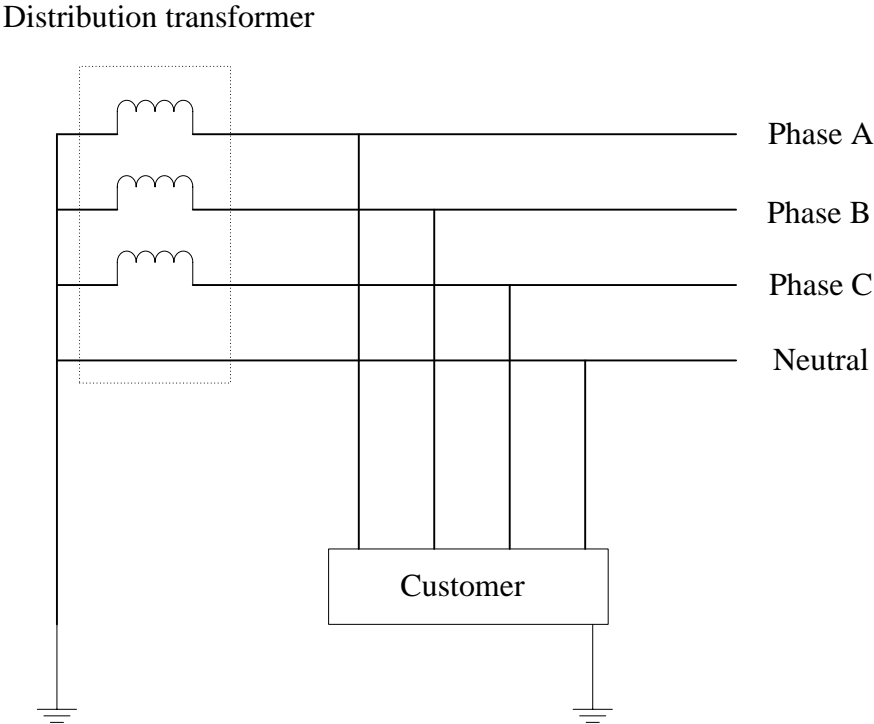 Distribution transformer
Phase A
Phase B
Phase C
Neutral
Customer